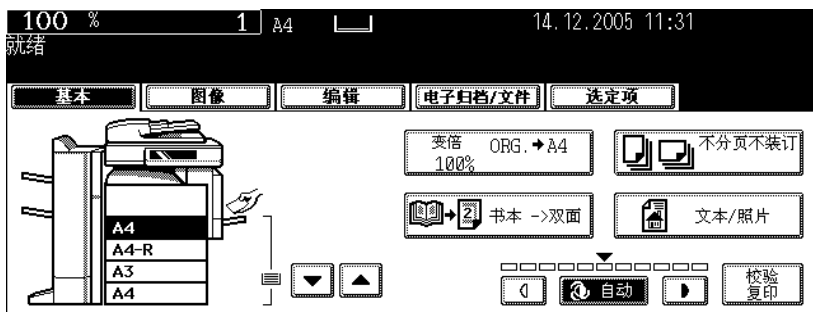 100 % 1 A4 14.12.2005 11:31
就绪
基本 图像 编辑 电子归档/文件 选定项
变倍 ORG.➔A4
100%
不分页不装订
2 书本 ->双面
文本/照片
A4
A4-R
A3
A4
自动
校验
复印